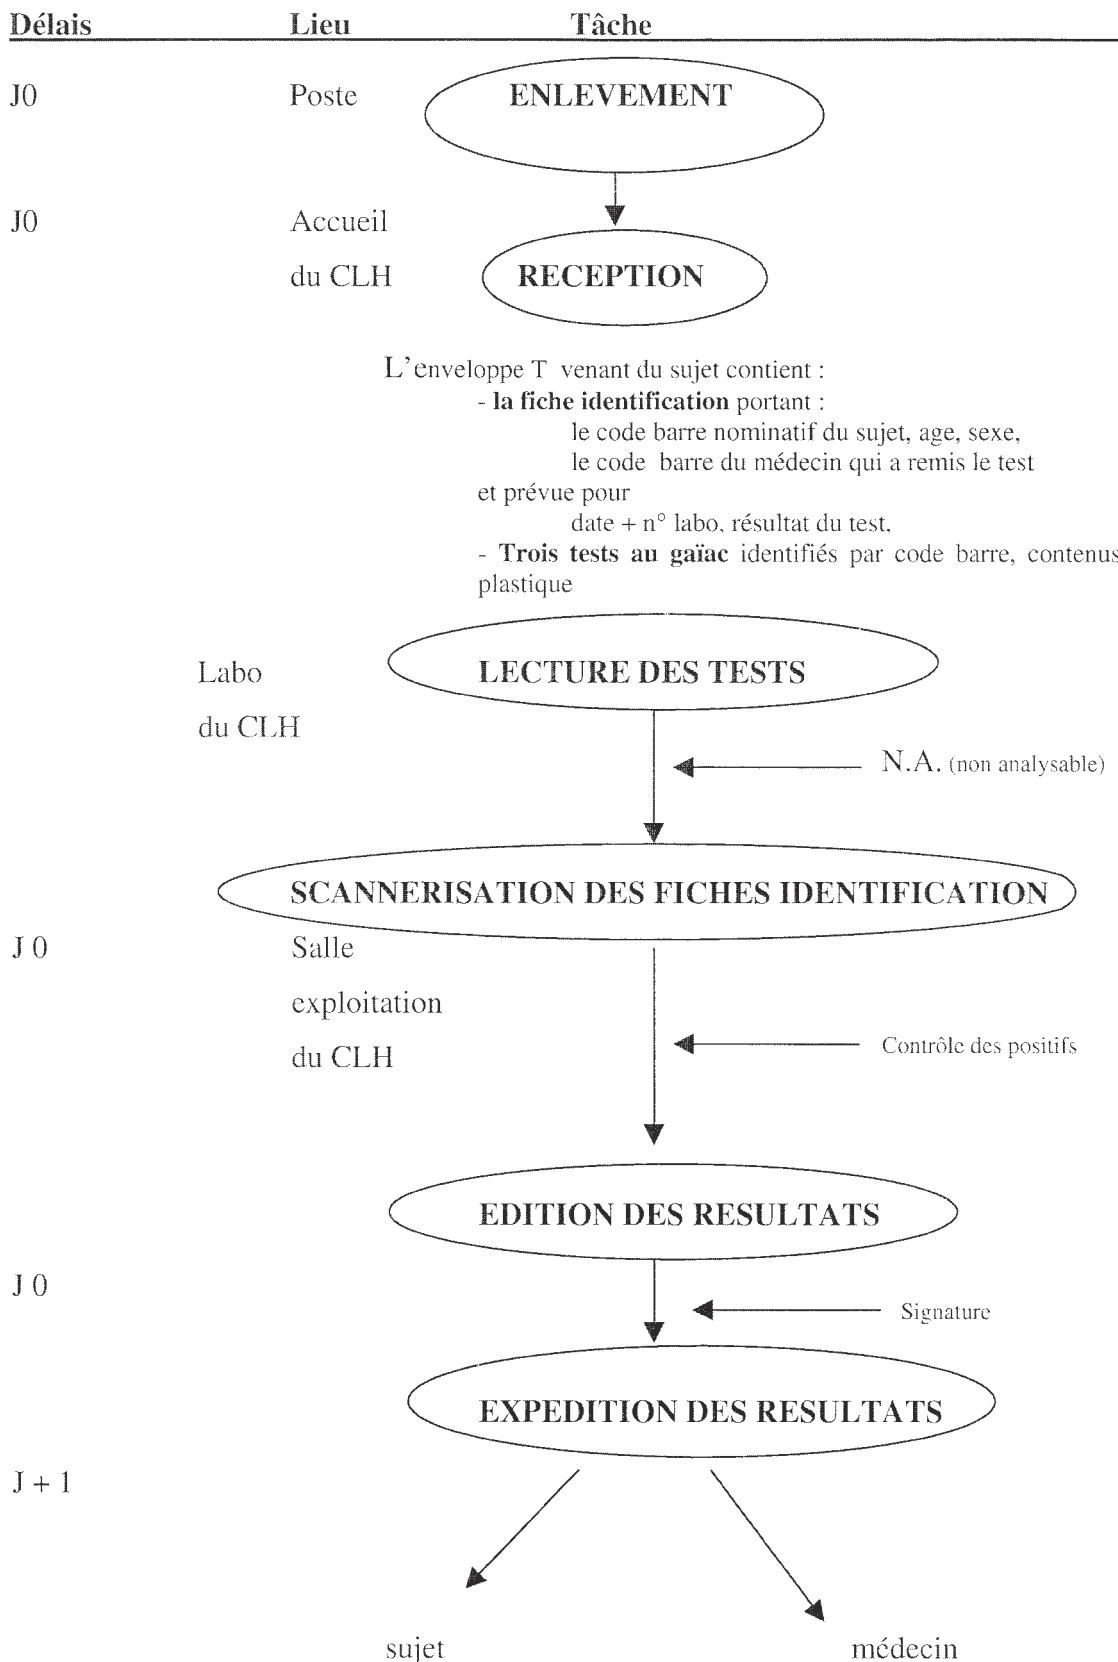 Délais Lieu Tâche
J0 Poste ENLEVEMENT
J0 Accueil
du CLH RECEPTION
L'enveloppe T venant du sujet contient :
- la fiche identification portant :
le code barre nominatif du sujet, age, sexe,
le code barre du médecin qui a remis le test
et prévue pour
date + n° labo, résultat du test,
- Trois tests au gaïac identifiés par code barre, contenus
plastique
Labo LECTURE DES TESTS
du CLH
N.A. (non analysable)
SCANNERISATION DES FICHES IDENTIFICATION
J 0 Salle
exploitation
du CLH Contrôle des positifs
EDITION DES RESULTATS
J 0
Signature
EXPEDITION DES RESULTATS
J + 1
sujet médecin